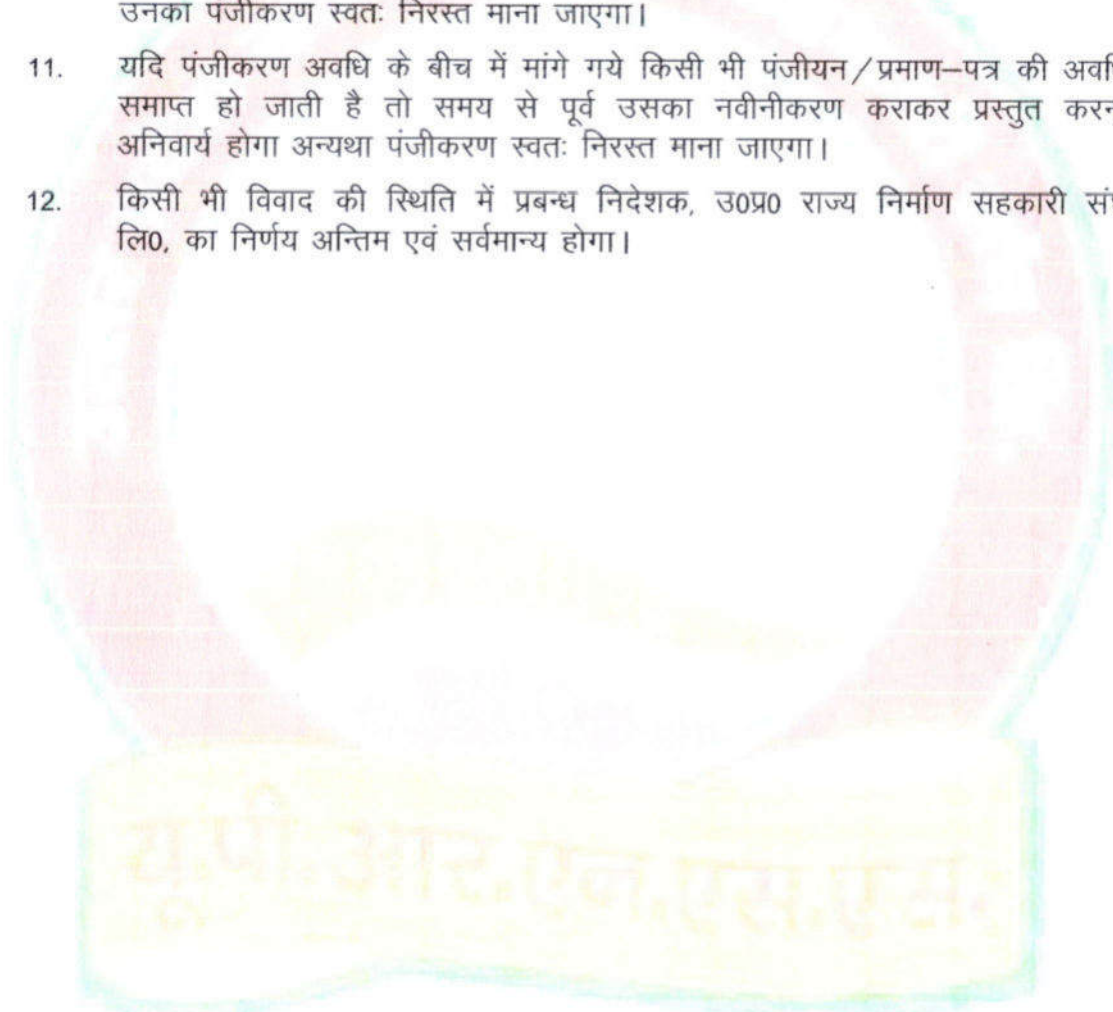 उनका पंजीकरण स्वतः निरस्त माना जाएगा।
11. यदि पंजीकरण अवधि के बीच में मांगे गये किसी भी पंजीयन/प्रमाण–पत्र की
समाप्त हो जाती है तो समय से पूर्व उसका नवीनीकरण कराकर प्रस्तुत
अनिवार्य होगा अन्यथा पंजीकरण स्वतः निरस्त माना जाएगा।
12. किसी भी विवाद की स्थिति में प्रबन्ध निदेशक, उ0प्र0 राज्य निर्माण सहकारी
लि0, का निर्णय अन्तिम एवं सर्वमान्य होगा।
यू.पी.आर.एन.एस.एस.